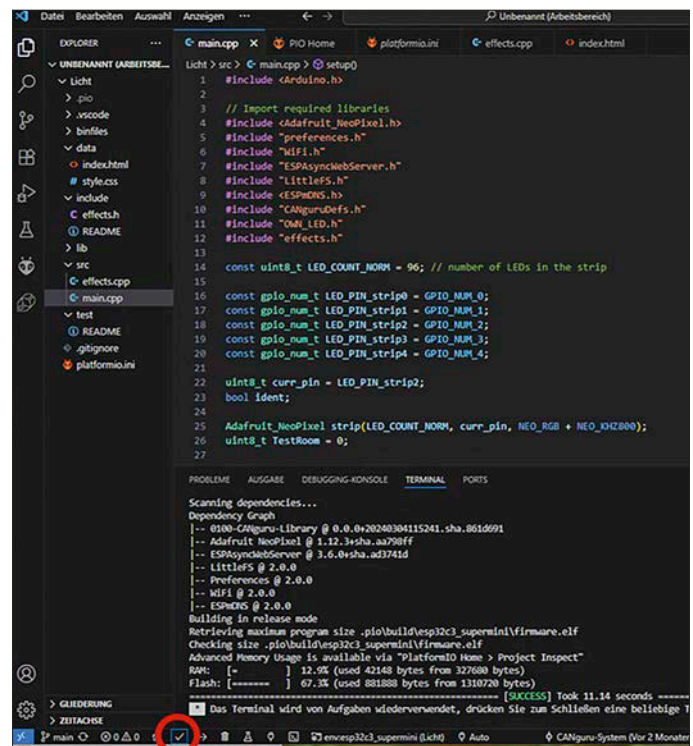 Datei Bearbeiten Auswahl Anzeigen ... Unbenannt (Arbeitsbereich)
EXPLORER ...
main.cpp PIO Home platformio.ini effects.cpp index.html
UNBENANNT (ARBEITSBE...
Licht > src > main.cpp > setup()
Licht
.pio
.vscode
binfiles
data
index.html
style.css
include
effects.h
README
lib
src
effects.cpp
main.cpp
test
README
.gitignore
platformio.ini
1 #include <Arduino.h>
2
3 // Import required libraries
4 #include <Adafruit_NeoPixel.h>
5 #include "preferences.h"
6 #include "WiFi.h"
7 #include "ESPAsyncWebServer.h"
8 #include "LittleFS.h"
9 #include <ESPmDNS.h>
10 #include "CANguruDefs.h"
11 #include "OWN_LED.h"
12 #include "effects.h"
13
14 const uint8_t LED_COUNT_NORM = 96; // number of LEDs in the strip
15
16 const gpio_num_t LED_PIN_strip0 = GPIO_NUM_0;
17 const gpio_num_t LED_PIN_strip1 = GPIO_NUM_1;
18 const gpio_num_t LED_PIN_strip2 = GPIO_NUM_2;
19 const gpio_num_t LED_PIN_strip3 = GPIO_NUM_3;
20 const gpio_num_t LED_PIN_strip4 = GPIO_NUM_4;
21
22 uint8_t curr_pin = LED_PIN_strip2;
23 bool ident;
24
25 Adafruit_NeoPixel strip(LED_COUNT_NORM, curr_pin, NEO_RGB + NEO_KHZ800);
26 uint8_t TestRoom = 0;
27
PROBLEME AUSGABE DEBUGGING-KONSOLE TERMINAL PORTS
Scanning dependencies...
Dependency Graph
|-- 0100-CANguru-Library @ 0.0.0+20240304115241.sha.861d691
|-- Adafruit NeoPixel @ 1.12.3+sha.aa798ff
|-- ESPAsyncWebServer @ 3.6.0+sha.ad3741d
|-- LittleFS @ 2.0.0
|-- Preferences @ 2.0.0
|-- WiFi @ 2.0.0
|-- ESPmDNS @ 2.0.0
Building in release mode
Retrieving maximum program size .pio\build\esp32c3_supermini\firmware.elf
Checking size .pio\build\esp32c3_supermini\firmware.elf
Advanced Memory Usage is available via "PlatformIO Home > Project Inspect"
RAM: [= ] 12.9% (used 42148 bytes from 327680 bytes)
Flash: [======= ] 67.3% (used 881888 bytes from 1310720 bytes)
[SUCCESS] Took 11.14 seconds
* Das Terminal wird von Aufgaben wiederverwendet, drücken Sie zum Schließen eine beliebige T
GLIEDERUNG
ZEITACHSE
main 0 0 0 env:esp32c3_supermini (Licht) Auto CANguru-System (Vor 2 Monaten